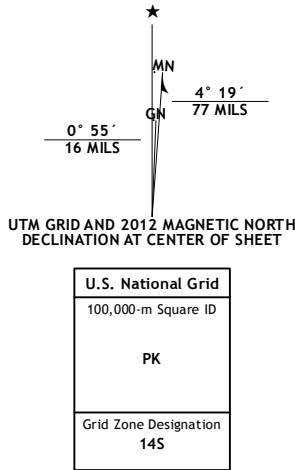 ★
MN
4° 19´
77 MILS
GN
0° 55´
16 MILS
UTM GRID AND 2012 MAGNETIC NORTH
DECLINATION AT CENTER OF SHEET
U.S. National Grid
100,000-m Square ID
PK
Grid Zone Designation
14S